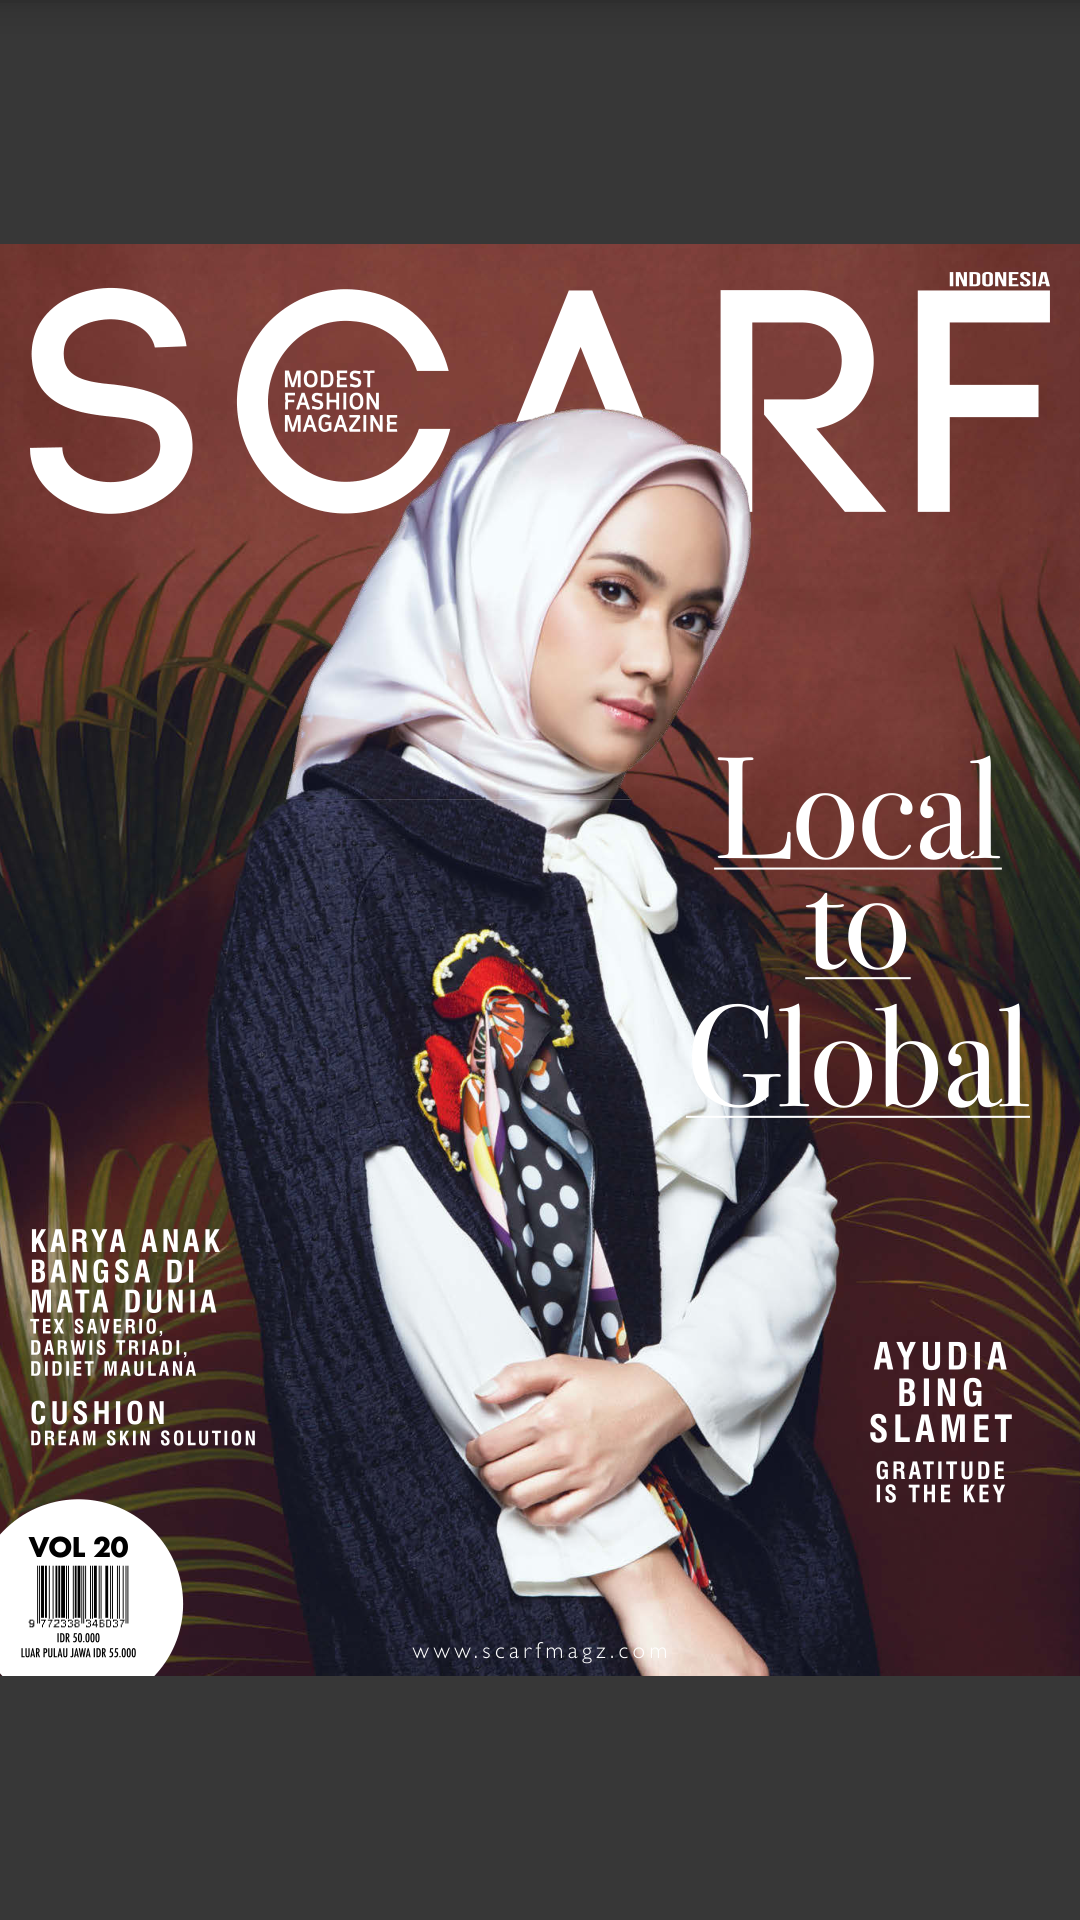 INDONESIA
SCARF
MODEST
FASHION
MAGAZINE
Local
to
Global
KARYA ANAK
BANGSA DI
MATA DUNIA
TEX SAVERIO,
DARWIS TRIADI,
DIDIET MAULANA
CUSHION
DREAM SKIN SOLUTION
AYUDIA
BING
SLAMET
GRATITUDE
IS THE KEY
VOL 20
9 772338 346037
IDR 50.000
LUAR PULAU JAWA IDR 55.000
www.scarfmagz.com